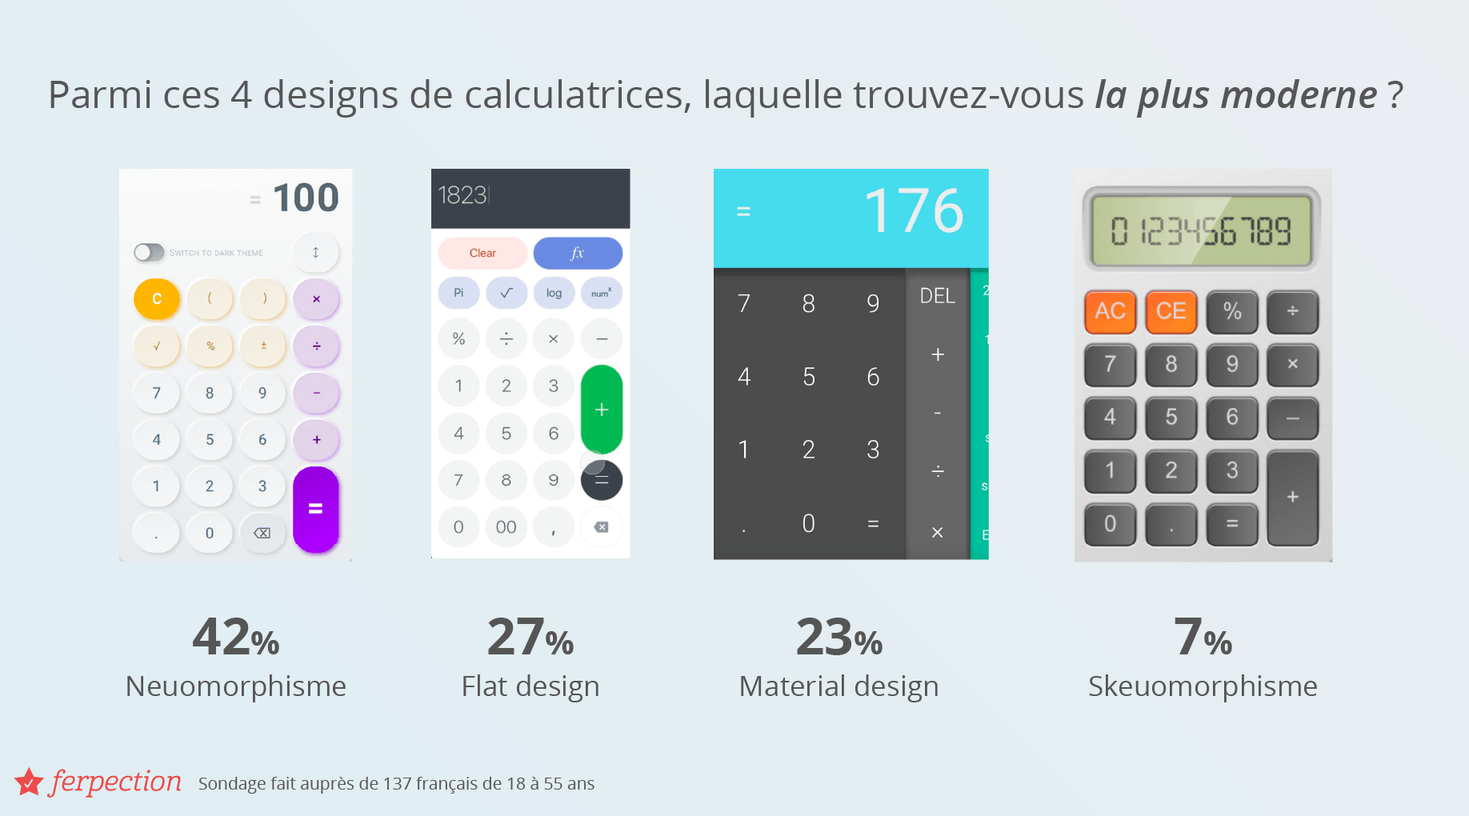 Parmi ces 4 designs de calculatrices, laquelle trouvez-vous la plus moderne ?
= 100
SWITCH TO DARK THEME ↕
C ( ) ×
√ % ± ÷
7 8 9 −
4 5 6 +
1 2 3 =
. 0 ⌫
1823
Clear fx
Pi √ log numˣ
% ÷ × −
1 2 3 +
4 5 6
7 8 9 =
0 00 ,
= 176
7 8 9 DEL
4 5 6 +
1 2 3 -
. 0 = ÷
×
0123456789
AC CE % ÷
7 8 9 ×
4 5 6 −
1 2 3 +
0 . =
42% 27% 23% 7%
Neuomorphisme Flat design Material design Skeuomorphisme
ferpection Sondage fait auprès de 137 français de 18 à 55 ans